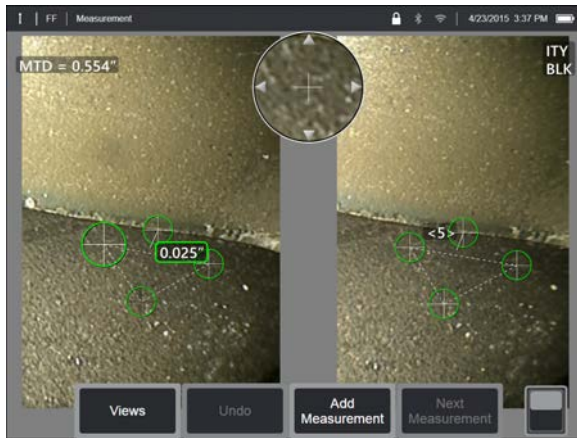 FF Measurement 4/23/2015 3:37 PM
MTD = 0.554"
ITY
BLK
<5>
0.025"
Views
Undo
Add
Measurement
Next
Measurement